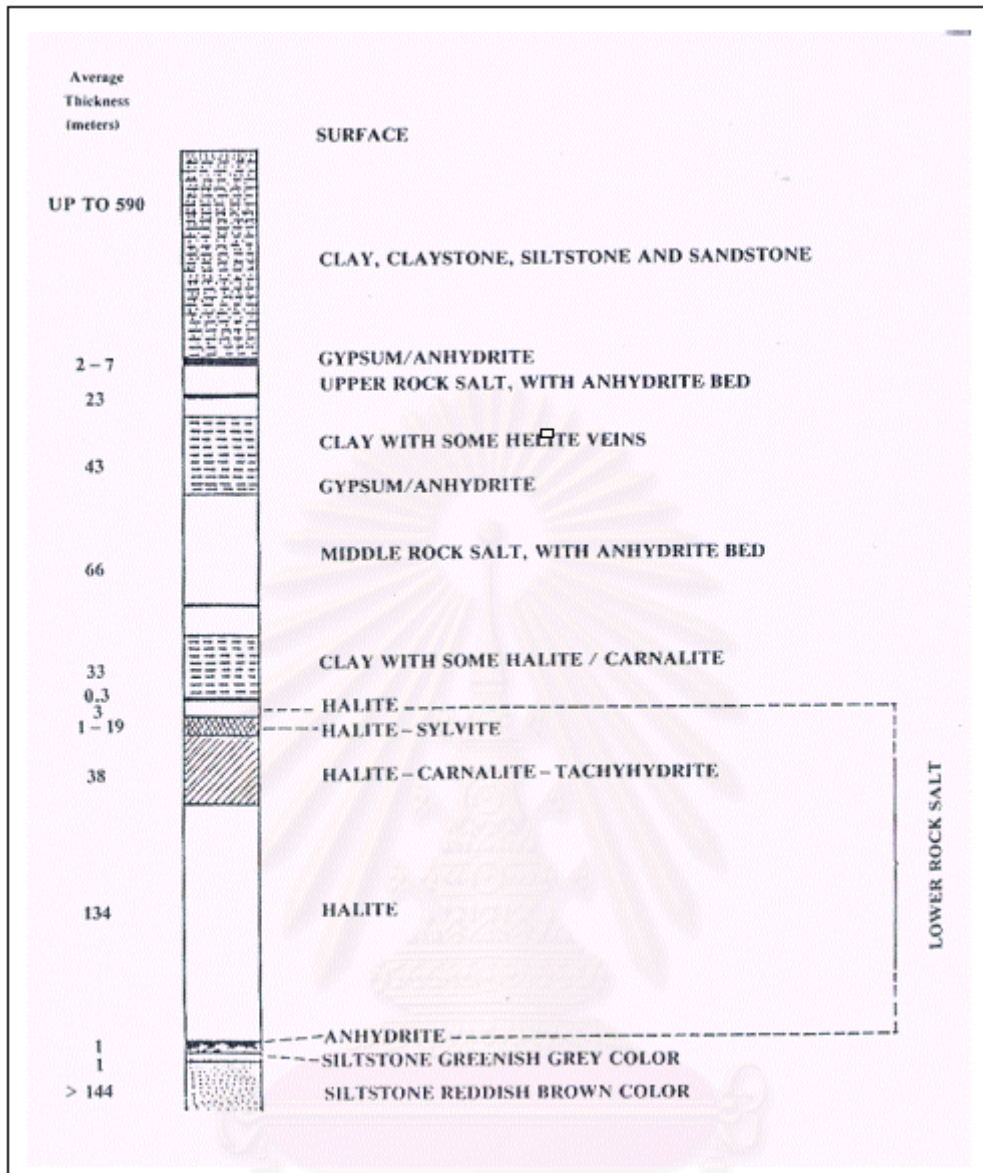 Average
Thickness
(meters)
SURFACE
UP TO 590
CLAY, CLAYSTONE, SILTSTONE AND SANDSTONE
2 – 7
GYPSUM/ANHYDRITE
UPPER ROCK SALT, WITH ANHYDRITE BED
23
CLAY WITH SOME HELITE VEINS
43
GYPSUM/ANHYDRITE
MIDDLE ROCK SALT, WITH ANHYDRITE BED
66
CLAY WITH SOME HALITE / CARNALITE
33
0.3
HALITE
3
1 – 19
HALITE – SYLVITE
38
HALITE – CARNALITE – TACHYHYDRITE
LOWER ROCK SALT
134
HALITE
ANHYDRITE
1
SILTSTONE GREENISH GREY COLOR
1
> 144
SILTSTONE REDDISH BROWN COLOR